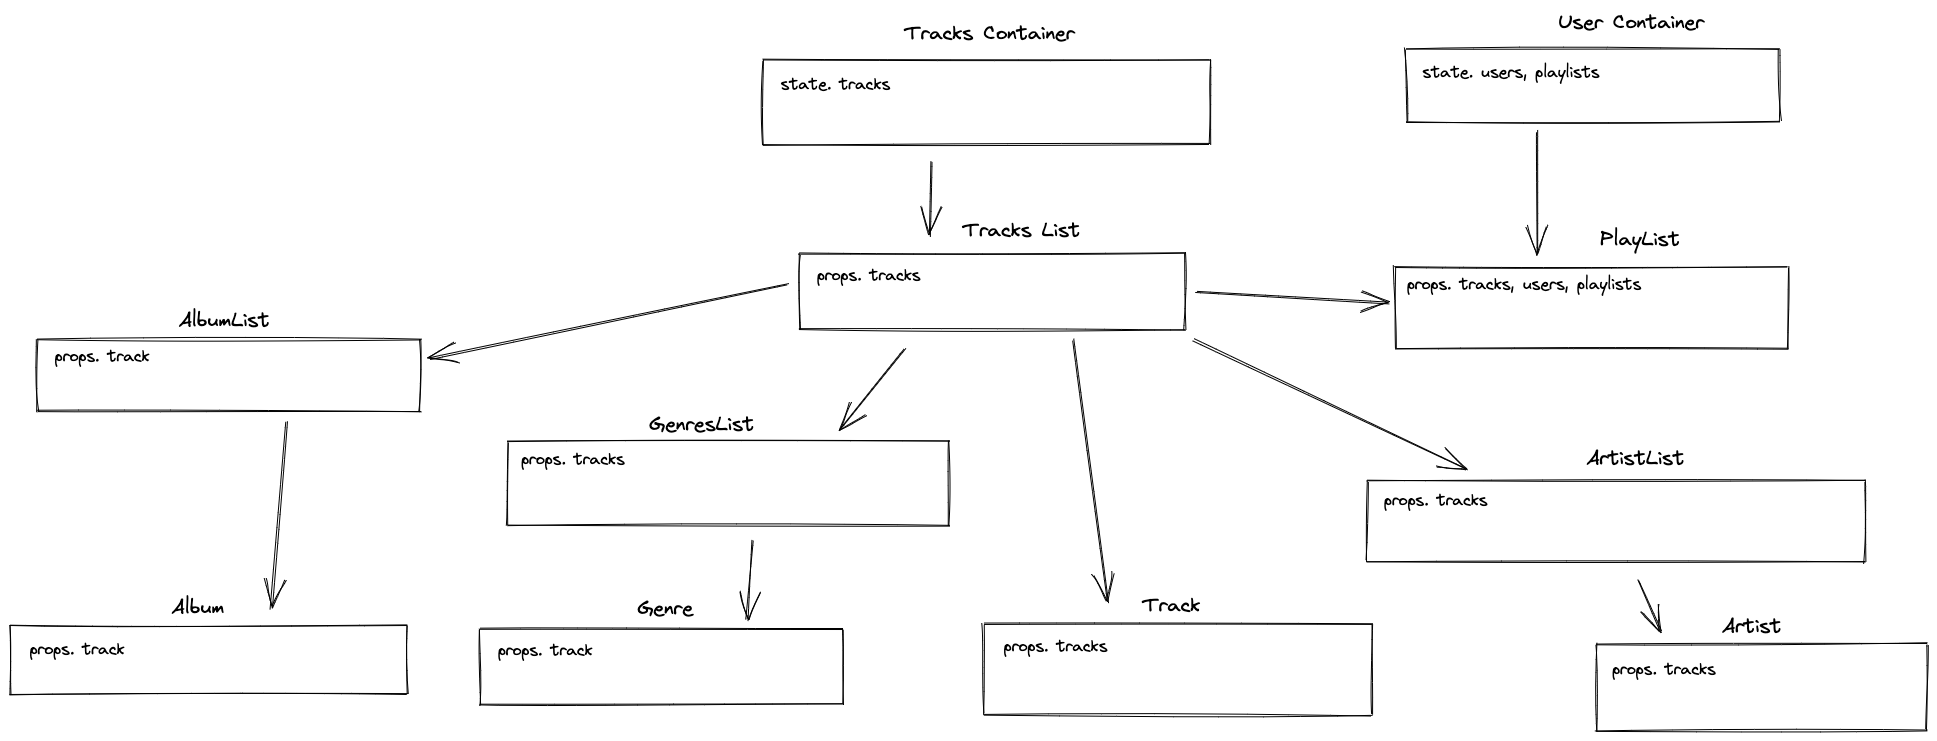 User Container
Tracks Container
state. users, playlists
state. tracks
Tracks List
PlayList
props. tracks
props. tracks, users, playlists
AlbumList
props. track
GenresList
props. tracks
ArtistList
props. tracks
Album
Genre
Track
Artist
props. track
props. track
props. tracks
props. tracks